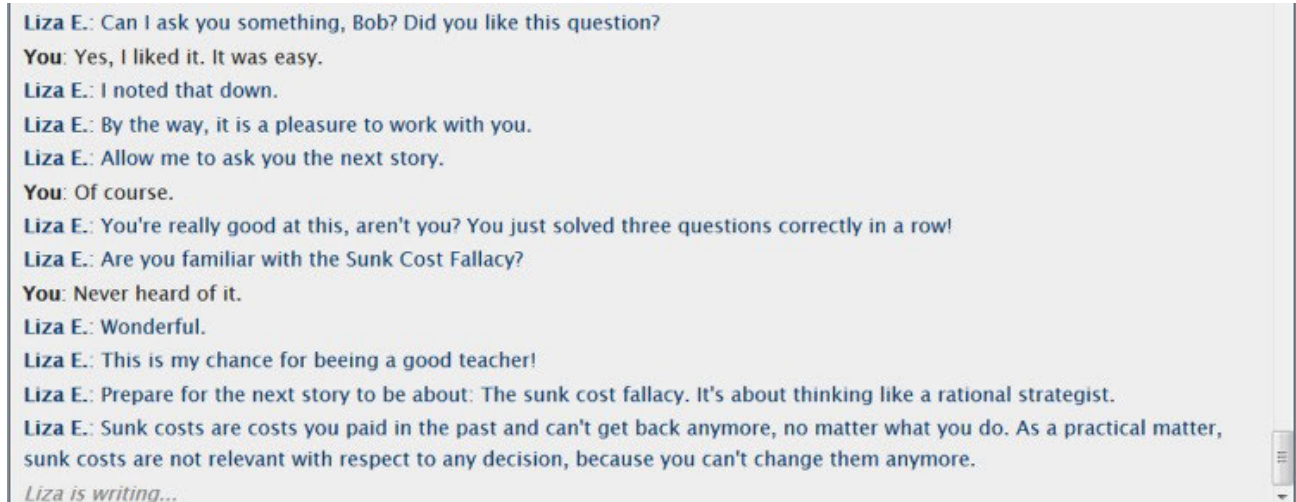 Liza E.: Can I ask you something, Bob? Did you like this question?
You: Yes, I liked it. It was easy.
Liza E.: I noted that down.
Liza E.: By the way, it is a pleasure to work with you.
Liza E.: Allow me to ask you the next story.
You: Of course.
Liza E.: You're really good at this, aren't you? You just solved three questions correctly in a row!
Liza E.: Are you familiar with the Sunk Cost Fallacy?
You: Never heard of it.
Liza E.: Wonderful.
Liza E.: This is my chance for beeing a good teacher!
Liza E.: Prepare for the next story to be about: The sunk cost fallacy. It's about thinking like a rational strategist.
Liza E.: Sunk costs are costs you paid in the past and can't get back anymore, no matter what you do. As a practical matter,
sunk costs are not relevant with respect to any decision, because you can't change them anymore.
Liza is writing...